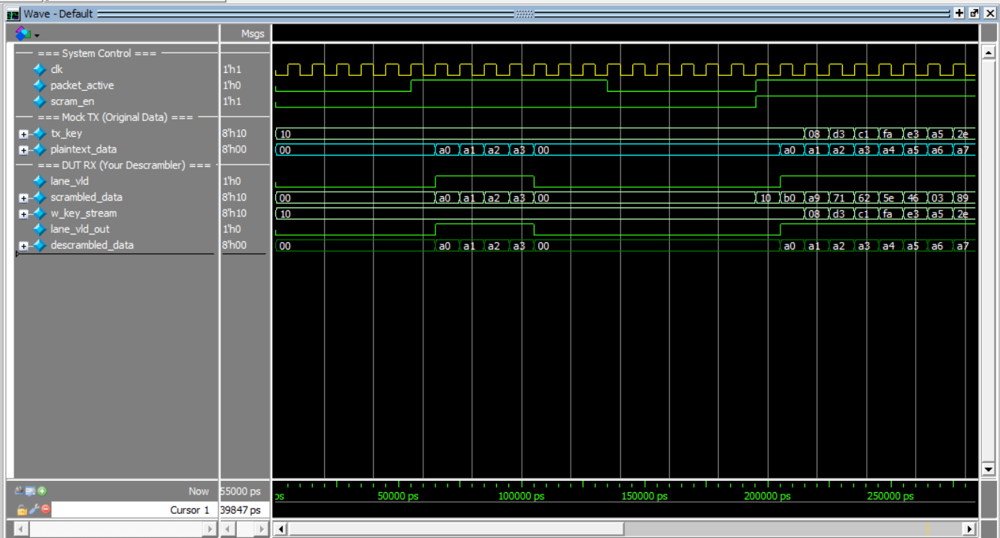 Wave - Default
Msgs
=== System Control ===
clk 1'h1
packet_active 1'h0
scram_en 1'h1
=== Mock TX (Original Data) ===
tx_key 8'h10 10 08 d3 c1 fa e3 a5 2e
plaintext_data 8'h00 00 a0 a1 a2 a3 00 a0 a1 a2 a3 a4 a5 a6 a7
=== DUT RX (Your Descrambler) ===
lane_vld 1'h0
scrambled_data 8'h10 00 a0 a1 a2 a3 00 10 b0 a9 71 62 5e 46 03 89
w_key_stream 8'h10 10 08 d3 c1 fa e3 a5 2e
lane_vld_out 1'h0
descrambled_data 8'h00 00 a0 a1 a2 a3 00 a0 a1 a2 a3 a4 a5 a6 a7
Now 55000 ps ps 50000 ps 100000 ps 150000 ps 200000 ps 250000 ps
Cursor 1 39847 ps